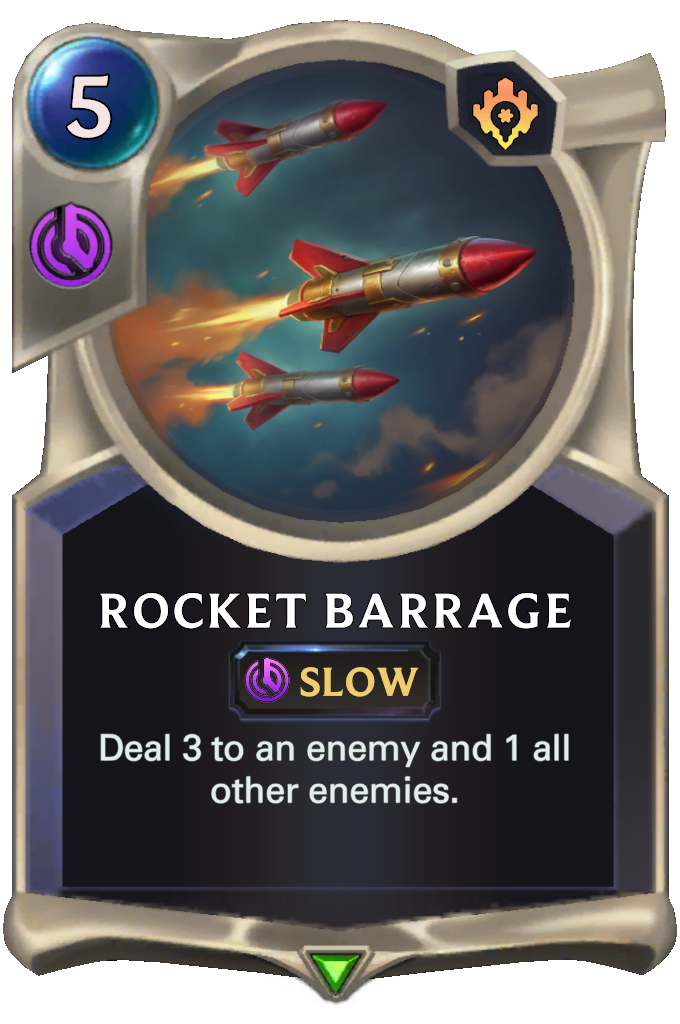 5
ROCKET BARRAGE
SLOW
Deal 3 to an enemy and 1 all
other enemies.